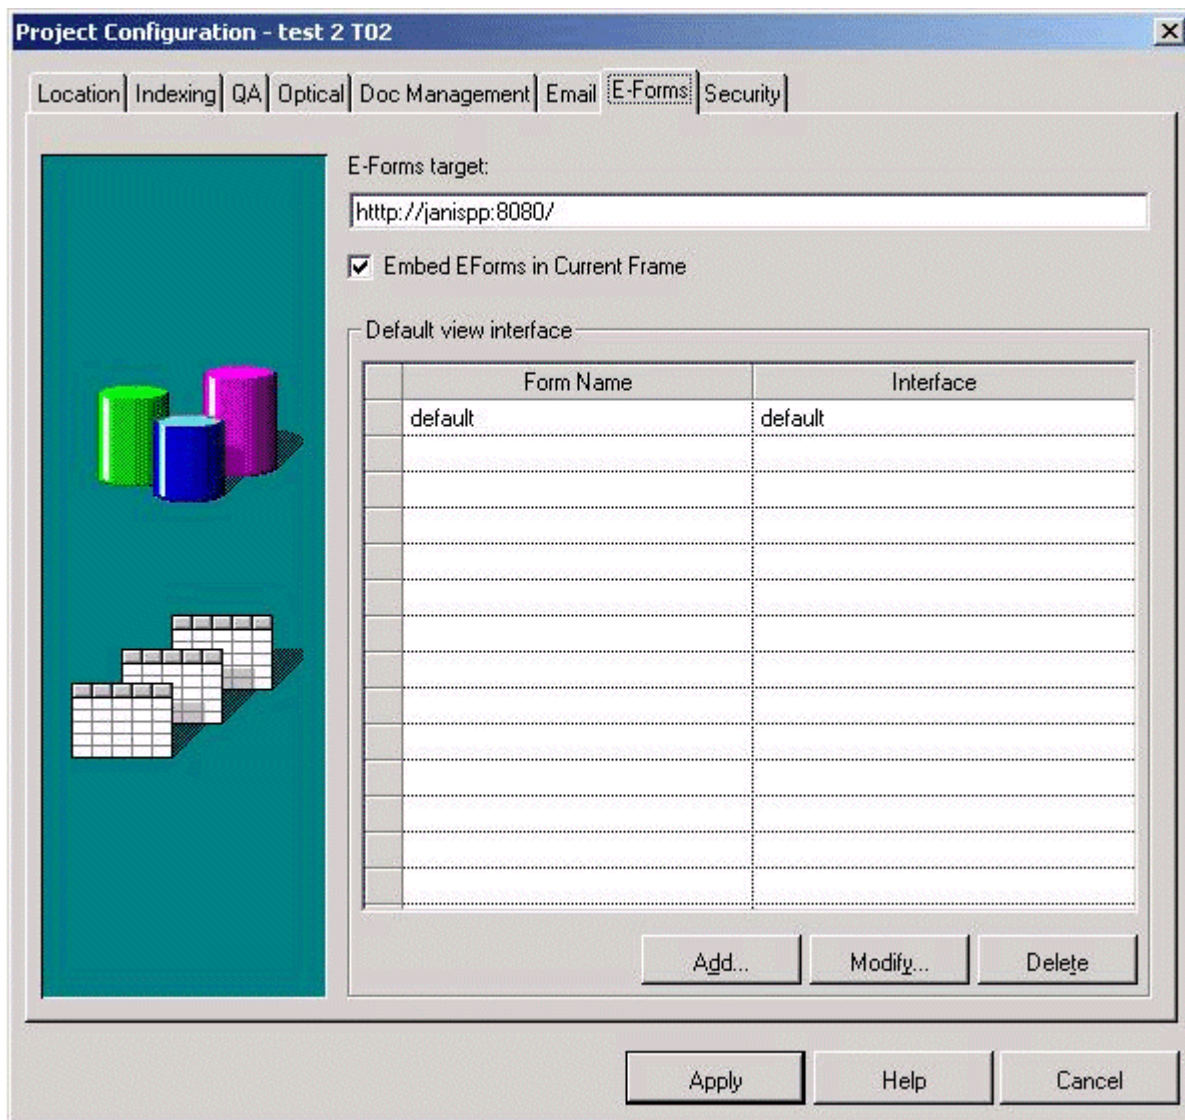 Project Configuration - test 2 T02
Location Indexing QA Optical Doc Management Email E-Forms Security
E-Forms target:
htttp://janispp:8080/
Embed EForms in Current Frame
Default view interface
Form Name Interface
default default
Add... Modify... Delete
Apply Help Cancel